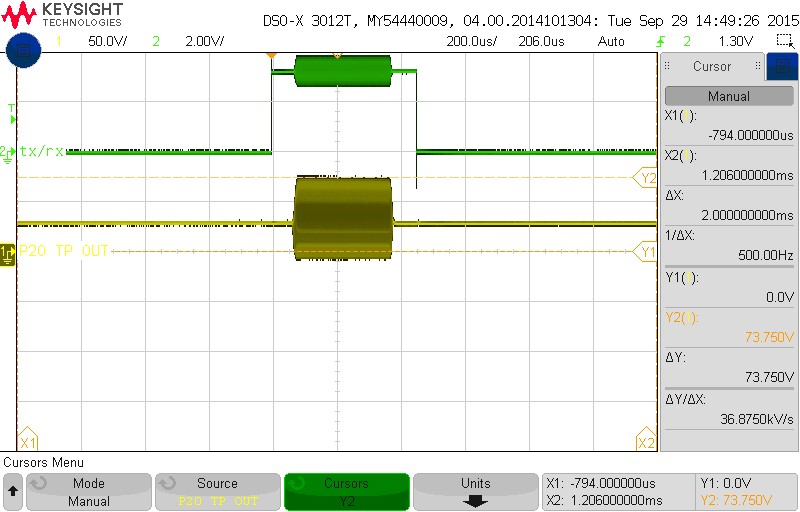 KEYSIGHT
TECHNOLOGIES
DSO-X 3012T, MY54440009, 04.00.2014101304: Tue Sep 29 14:49:26 2015
1 50.0V/ 2 2.00V/ 200.0us/ 206.0us Auto 2 1.30V
Cursor
Manual
X1(1):
-794.000000us
X2(1):
1.206000000ms
ΔX:
2.000000000ms
1/ΔX:
500.00Hz
Y1(1):
0.0V
Y2(1):
73.750V
ΔY:
73.750V
ΔY/ΔX:
36.8750kV/s
T
2 tx/rx
Y2
1 P20 TP OUT
Y1
X1
X2
Cursors Menu
Mode
Manual
Source
P20 TP OUT
Cursors
Y2
Units
X1: -794.000000us
X2: 1.206000000ms
Y1: 0.0V
Y2: 73.750V